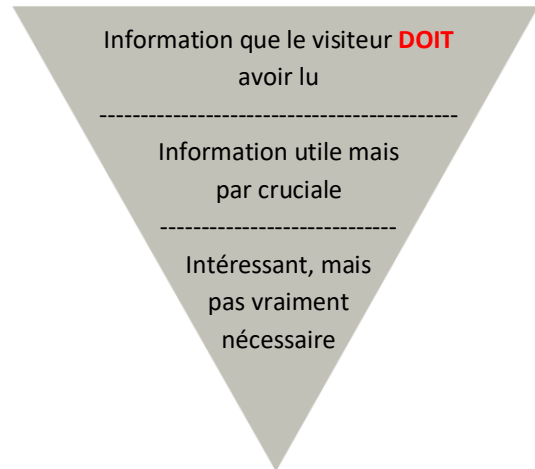 Information que le visiteur DOIT
avoir lu
--------------------------------------------
Information utile mais
par cruciale
-----------------------------
Intéressant, mais
pas vraiment
nécessaire